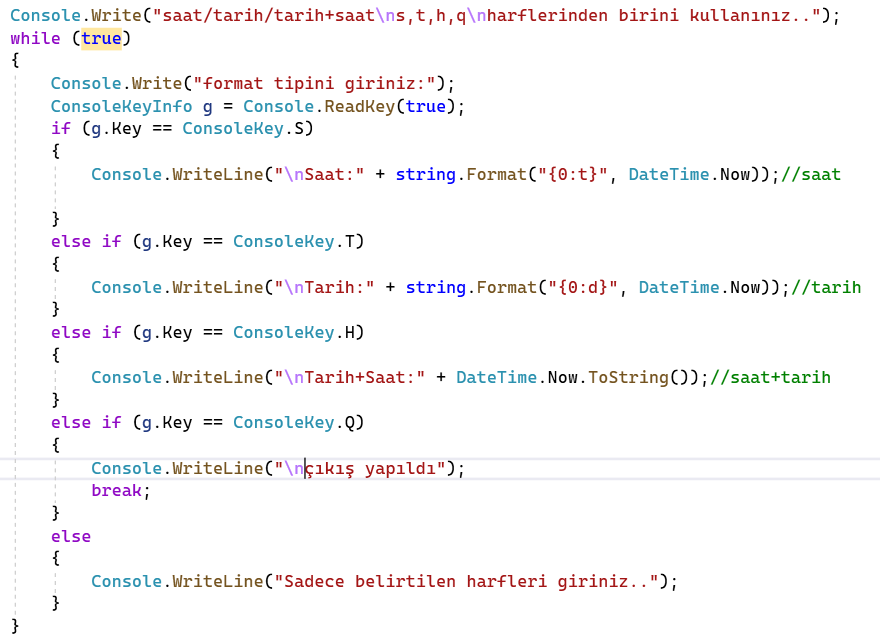 Console.Write("saat/tarih/tarih+saat\ns,t,h,q\nharflerinden birini kullanınız..");
while (true)
{
    Console.Write("format tipini giriniz:");
    ConsoleKeyInfo g = Console.ReadKey(true);
    if (g.Key == ConsoleKey.S)
    {
        Console.WriteLine("\nSaat:" + string.Format("{0:t}", DateTime.Now));//saat

    }
    else if (g.Key == ConsoleKey.T)
    {
        Console.WriteLine("\nTarih:" + string.Format("{0:d}", DateTime.Now));//tarih
    }
    else if (g.Key == ConsoleKey.H)
    {
        Console.WriteLine("\nTarih+Saat:" + DateTime.Now.ToString());//saat+tarih
    }
    else if (g.Key == ConsoleKey.Q)
    {
        Console.WriteLine("\nçıkış yapıldı");
        break;
    }
    else
    {
        Console.WriteLine("Sadece belirtilen harfleri giriniz..");
    }
}